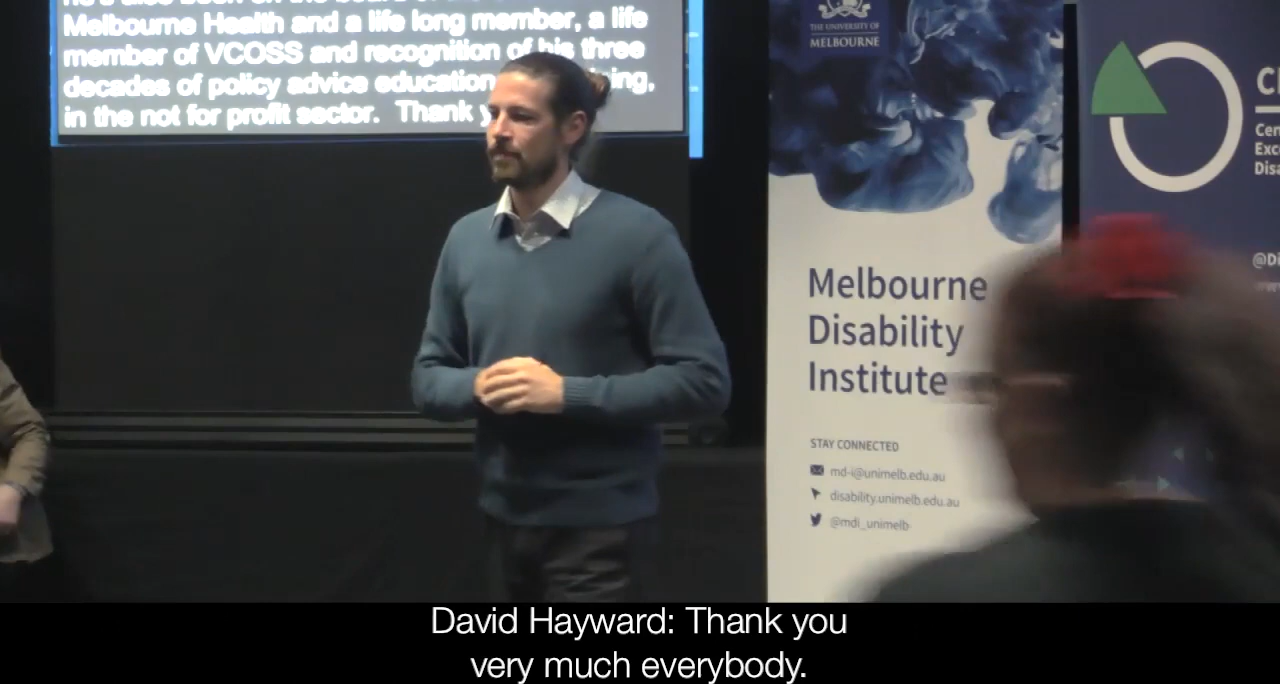 Melbourne Health and a life long member, a life
member of VCOSS and recognition of his three
decades of policy advice education
in the not for profit sector. Thank
THE UNIVERSITY OF
MELBOURNE
Melbourne
Disability
Institute
STAY CONNECTED
md-i@unimelb.edu.au
disability.unimelb.edu.au
@mdi_unimelb
David Hayward: Thank you
very much everybody.